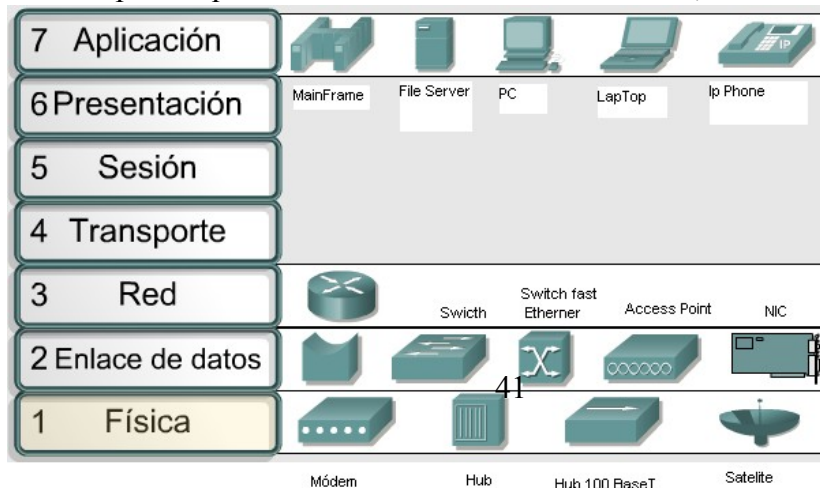 7 Aplicación
IP
6 Presentación
MainFrame
File Server
PC
LapTop
Ip Phone
5 Sesión
4 Transporte
3 Red
Swicth
Switch fast
Etherner
Access Point
NIC
2 Enlace de datos
41
1 Física
Módem
Hub
Hub 100 BaseT
Satelite